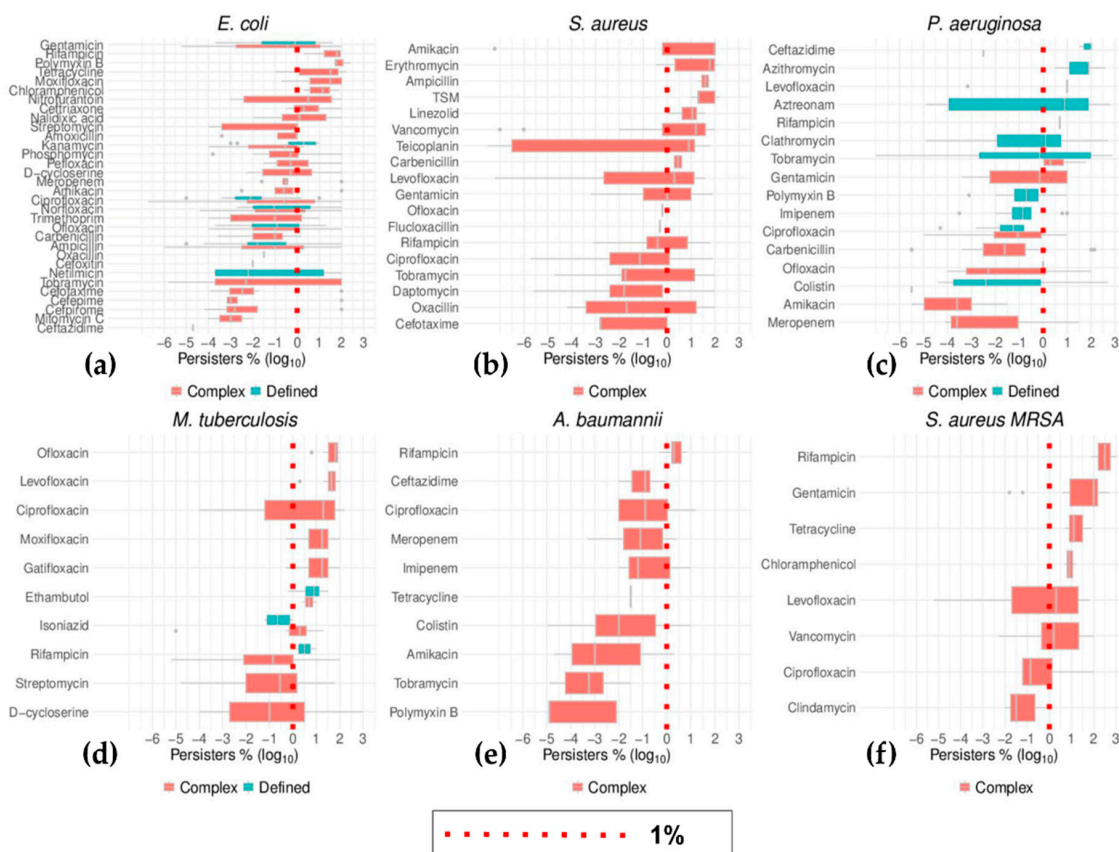 E. coli
Gentamicin
Rifampicin
Polymyxin B
Tetracycline
Moxifloxacin
Chloramphenicol
Nitrofurantoin
Ceftriaxone
Nalidixic acid
Streptomycin
Amoxicillin
Kanamycin
Phosphomycin
Pefloxacin
D-cycloserine
Meropenem
Amikacin
Ciprofloxacin
Norfloxacin
Trimethoprim
Ofloxacin
Carbenicillin
Ampicillin
Oxacillin
Cefoxitin
Netilmicin
Tobramycin
Cefotaxime
Cefepime
Cefpirome
Mitomycin C
Ceftazidime
-6 -5 -4 -3 -2 -1 0 1 2 3
(a) Persisters % (log10)
Complex Defined
S. aureus
Amikacin
Erythromycin
Ampicillin
TSM
Linezolid
Vancomycin
Teicoplanin
Carbenicillin
Levofloxacin
Gentamicin
Ofloxacin
Flucloxacillin
Rifampicin
Ciprofloxacin
Tobramycin
Daptomycin
Oxacillin
Cefotaxime
-6 -5 -4 -3 -2 -1 0 1 2 3
(b) Persisters % (log10)
Complex
P. aeruginosa
Ceftazidime
Azithromycin
Levofloxacin
Aztreonam
Rifampicin
Clathromycin
Tobramycin
Gentamicin
Polymyxin B
Imipenem
Ciprofloxacin
Carbenicillin
Ofloxacin
Colistin
Amikacin
Meropenem
-6 -5 -4 -3 -2 -1 0 1 2 3
(c) Persisters % (log10)
Complex Defined
M. tuberculosis
Ofloxacin
Levofloxacin
Ciprofloxacin
Moxifloxacin
Gatifloxacin
Ethambutol
Isoniazid
Rifampicin
Streptomycin
D-cycloserine
-6 -5 -4 -3 -2 -1 0 1 2 3
(d) Persisters % (log10)
Complex Defined
A. baumannii
Rifampicin
Ceftazidime
Ciprofloxacin
Meropenem
Imipenem
Tetracycline
Colistin
Amikacin
Tobramycin
Polymyxin B
-6 -5 -4 -3 -2 -1 0 1 2 3
(e) Persisters % (log10)
Complex
S. aureus MRSA
Rifampicin
Gentamicin
Tetracycline
Chloramphenicol
Levofloxacin
Vancomycin
Ciprofloxacin
Clindamycin
-6 -5 -4 -3 -2 -1 0 1 2 3
(f) Persisters % (log10)
Complex
1%